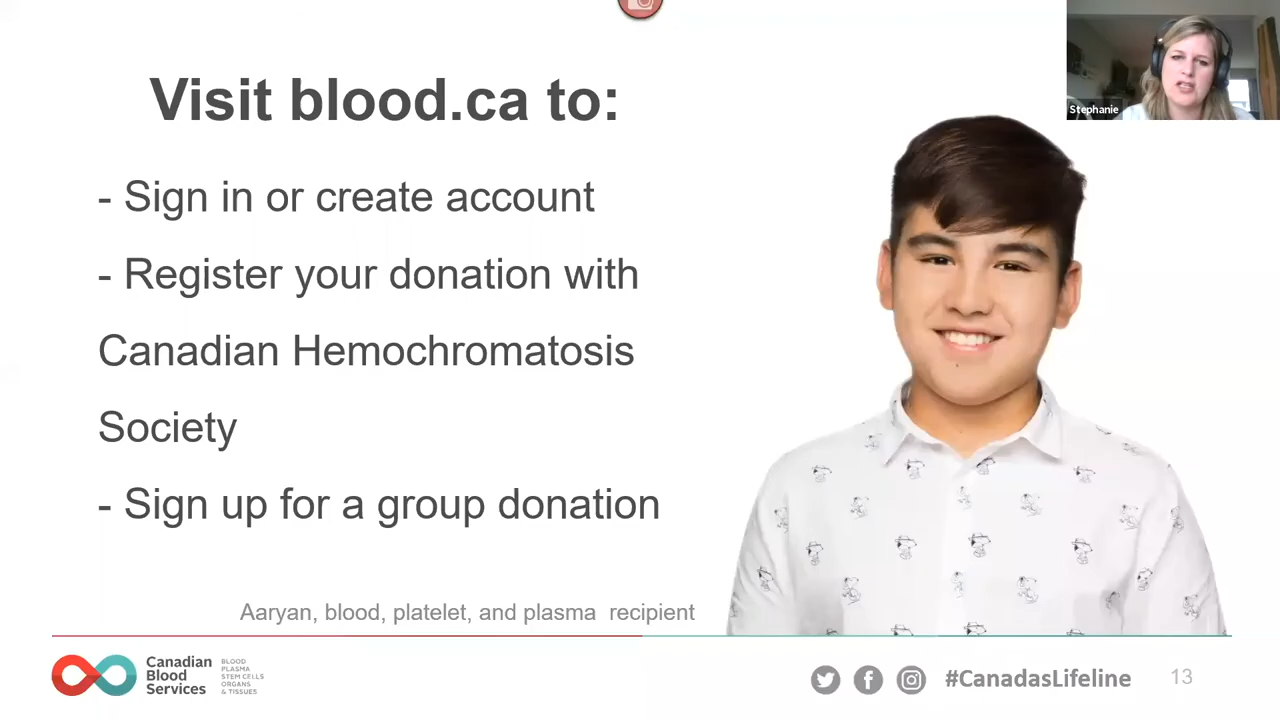 Visit blood.ca to:
Stephanie
- Sign in or create account
- Register your donation with
Canadian Hemochromatosis
Society
- Sign up for a group donation
Aaryan, blood, platelet, and plasma recipient
Canadian
Blood
Services
BLOOD
PLASMA
STEM CELLS
ORGANS
& TISSUES
#CanadasLifeline
13